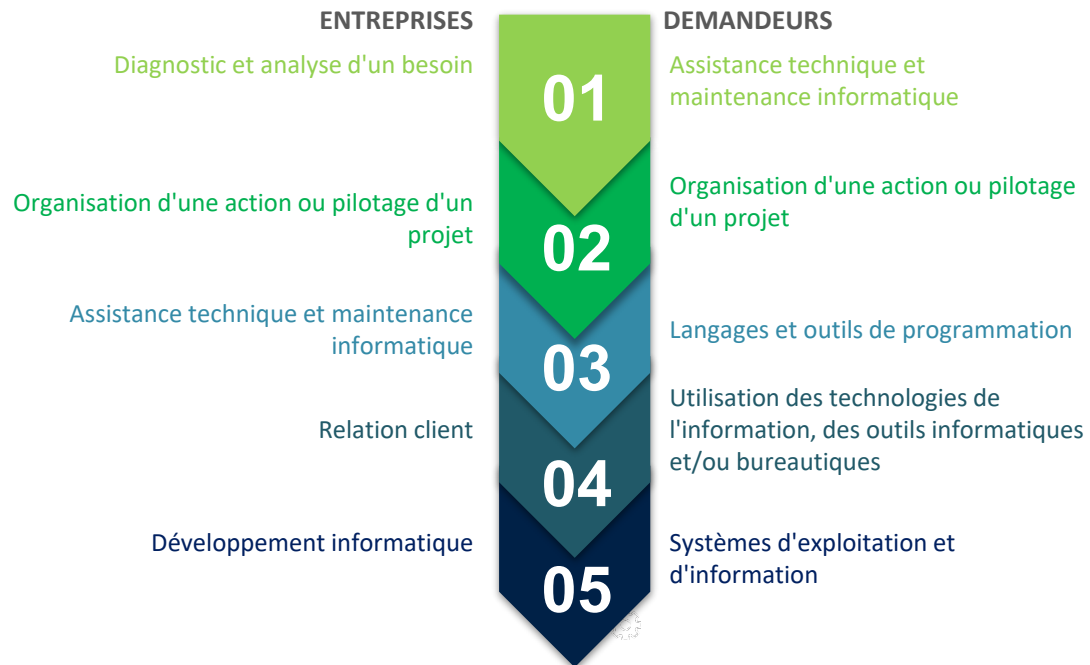 ENTREPRISES
DEMANDEURS
Diagnostic et analyse d'un besoin
01
Assistance technique et
maintenance informatique
Organisation d'une action ou pilotage d'un
projet
02
Organisation d'une action ou pilotage
d'un projet
Assistance technique et maintenance
informatique
03
Langages et outils de programmation
Relation client
04
Utilisation des technologies de
l'information, des outils informatiques
et/ou bureautiques
Développement informatique
05
Systèmes d'exploitation et
d'information